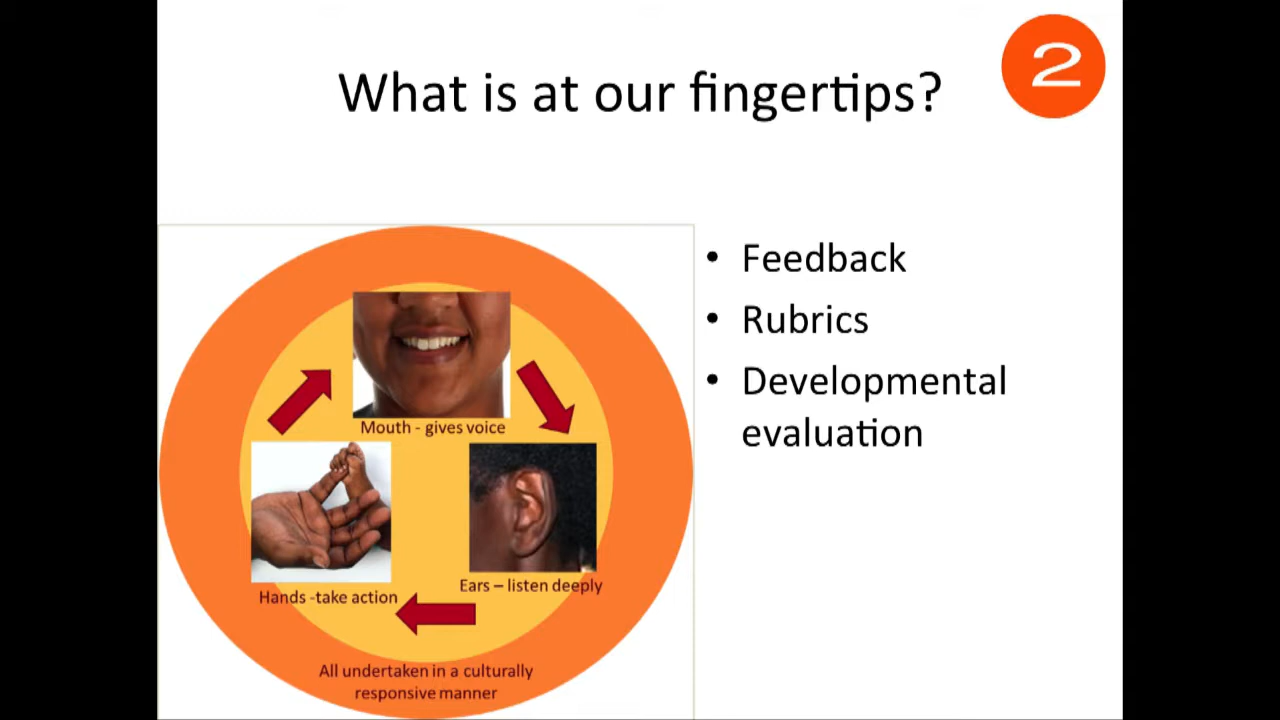 2
What is at our fingertips?
• Feedback
• Rubrics
• Developmental
evaluation
Mouth - gives voice
Ears – listen deeply
Hands -take action
All undertaken in a culturally
responsive manner